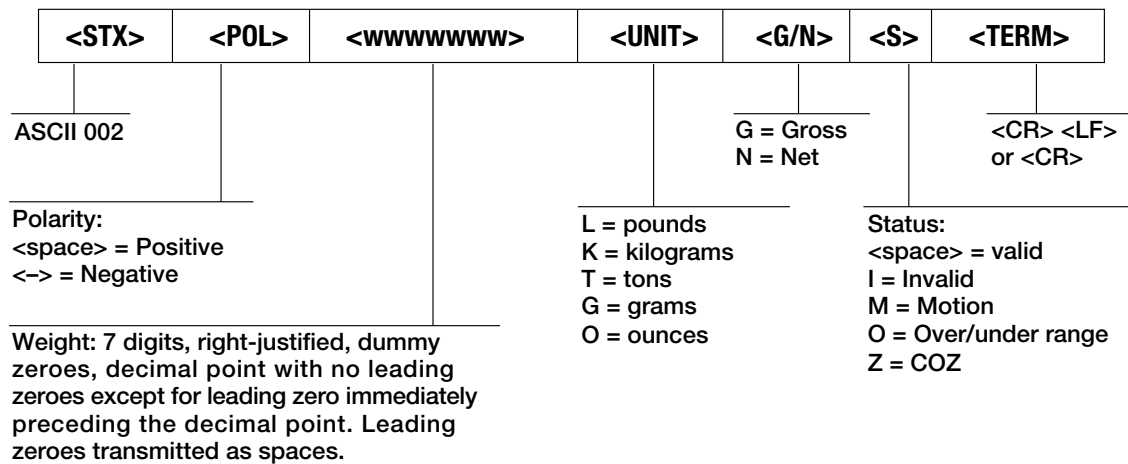 <STX> <POL> <wwwwwww> <UNIT> <G/N> <S> <TERM>
ASCII 002
G = Gross
N = Net
<CR> <LF>
or <CR>
Polarity:
<space> = Positive
<–> = Negative
L = pounds
K = kilograms
T = tons
G = grams
O = ounces
Status:
<space> = valid
I = Invalid
M = Motion
O = Over/under range
Z = COZ
Weight: 7 digits, right-justified, dummy
zeroes, decimal point with no leading
zeroes except for leading zero immediately
preceding the decimal point. Leading
zeroes transmitted as spaces.